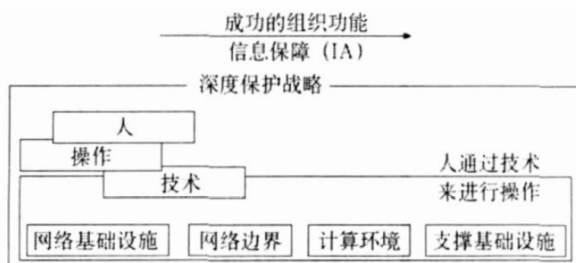 成功的组织功能
信息保障（IA）
深度保护战略
人
操作
技术
人通过技术
来进行操作
网络基础设施
网络边界
计算环境
支撑基础设施